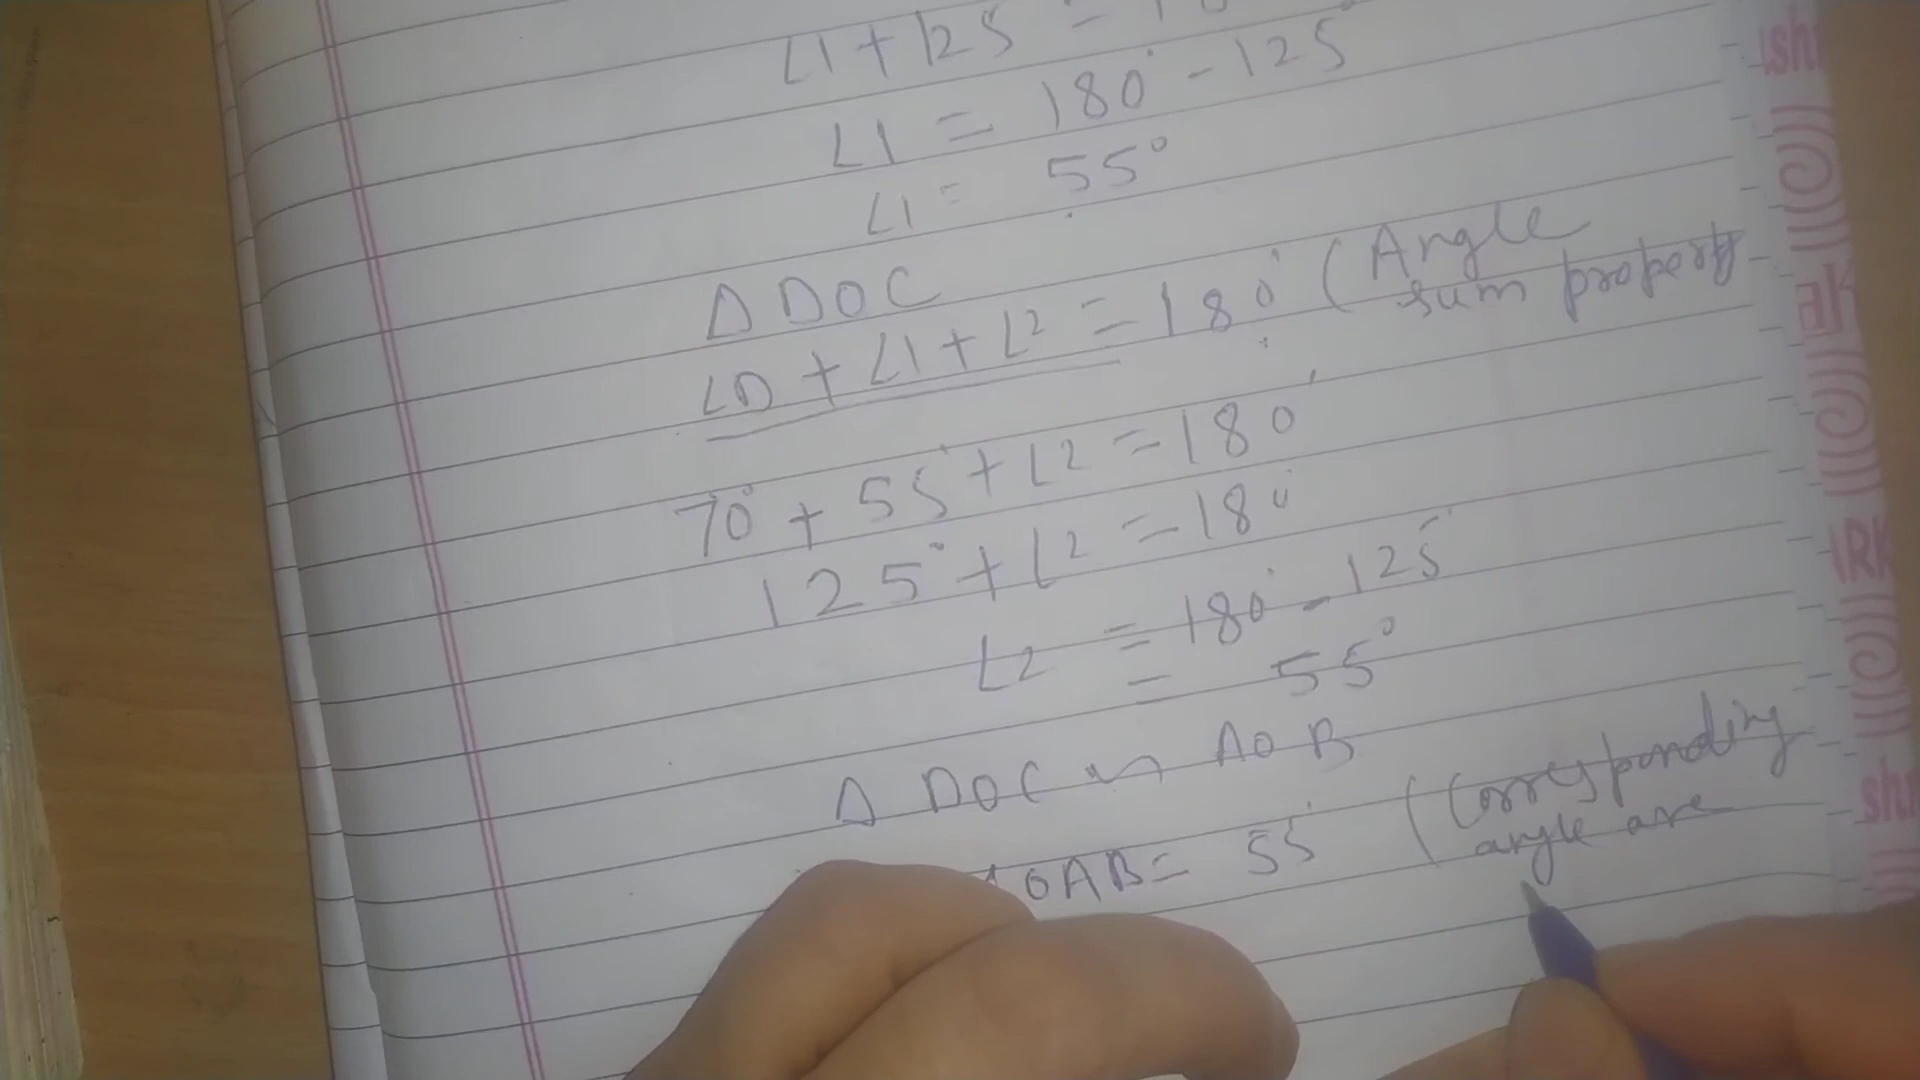 ∠1 + 125 = 18
∠1 = 180° - 125°
∠1 = 55°
Δ DOC
∠D + ∠1 + ∠2 = 180° (Angle
sum property
70° + 55° + ∠2 = 180°
125° + ∠2 = 180°
∠2 = 180° - 125°
= 55°
Δ DOC ~ AOB
OAB = 55° (Corresponding
angle are